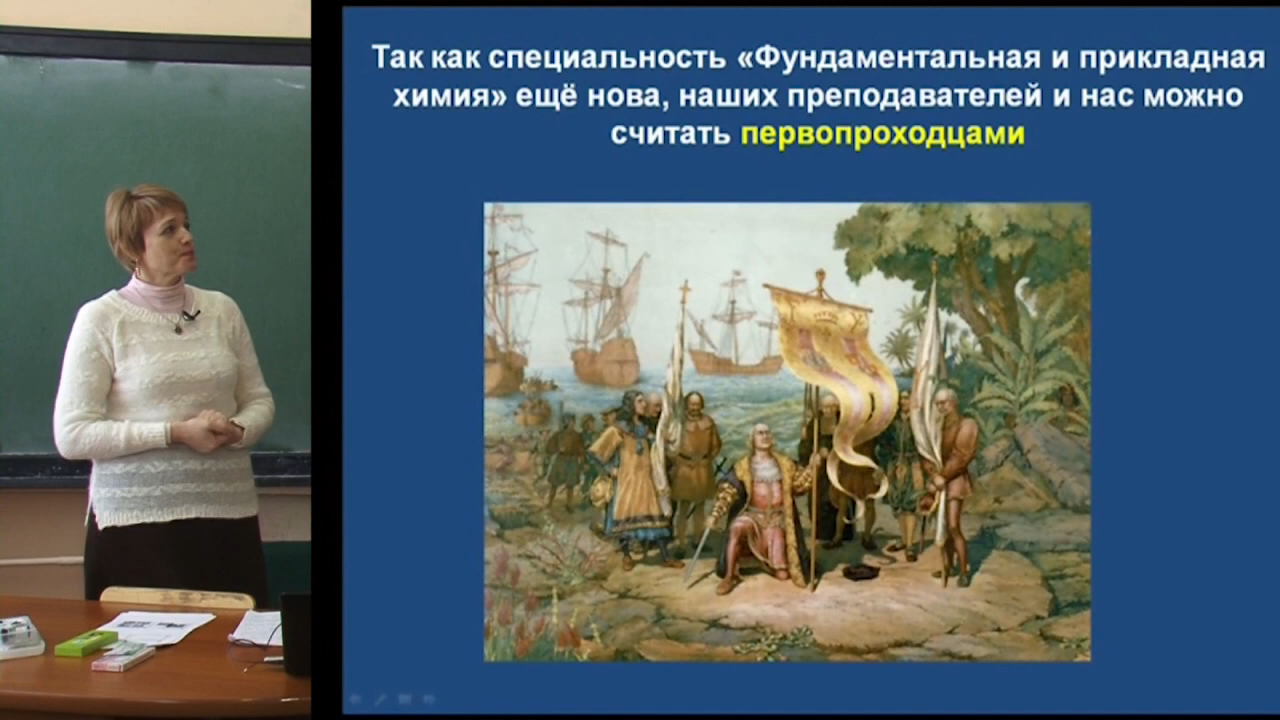 Так как специальность «Фундаментальная и прикладная
химия» ещё нова, наших преподавателей и нас можно
считать первопроходцами